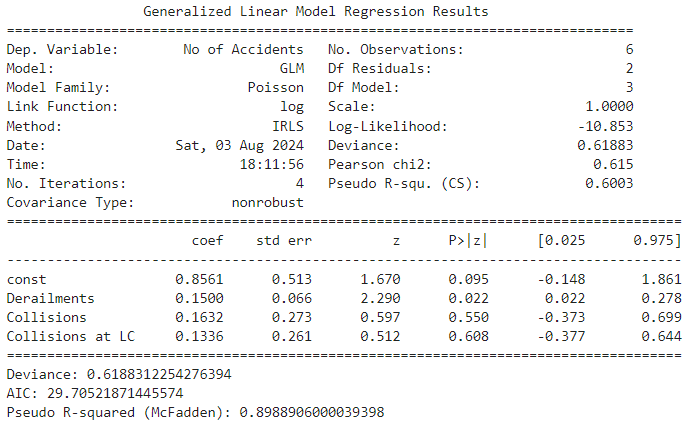 Generalized Linear Model Regression Results
==============================================================================
Dep. Variable: No of Accidents No. Observations: 6
Model: GLM Df Residuals: 2
Model Family: Poisson Df Model: 3
Link Function: log Scale: 1.0000
Method: IRLS Log-Likelihood: -10.853
Date: Sat, 03 Aug 2024 Deviance: 0.61883
Time: 18:11:56 Pearson chi2: 0.615
No. Iterations: 4 Pseudo R-squ. (CS): 0.6003
Covariance Type: nonrobust
====================================================================================
coef std err z P>|z| [0.025 0.975]
------------------------------------------------------------------------------------
const 0.8561 0.513 1.670 0.095 -0.148 1.861
Derailments 0.1500 0.066 2.290 0.022 0.022 0.278
Collisions 0.1632 0.273 0.597 0.550 -0.373 0.699
Collisions at LC 0.1336 0.261 0.512 0.608 -0.377 0.644
====================================================================================
Deviance: 0.6188312254276394
AIC: 29.70521871445574
Pseudo R-squared (McFadden): 0.8988906000039398